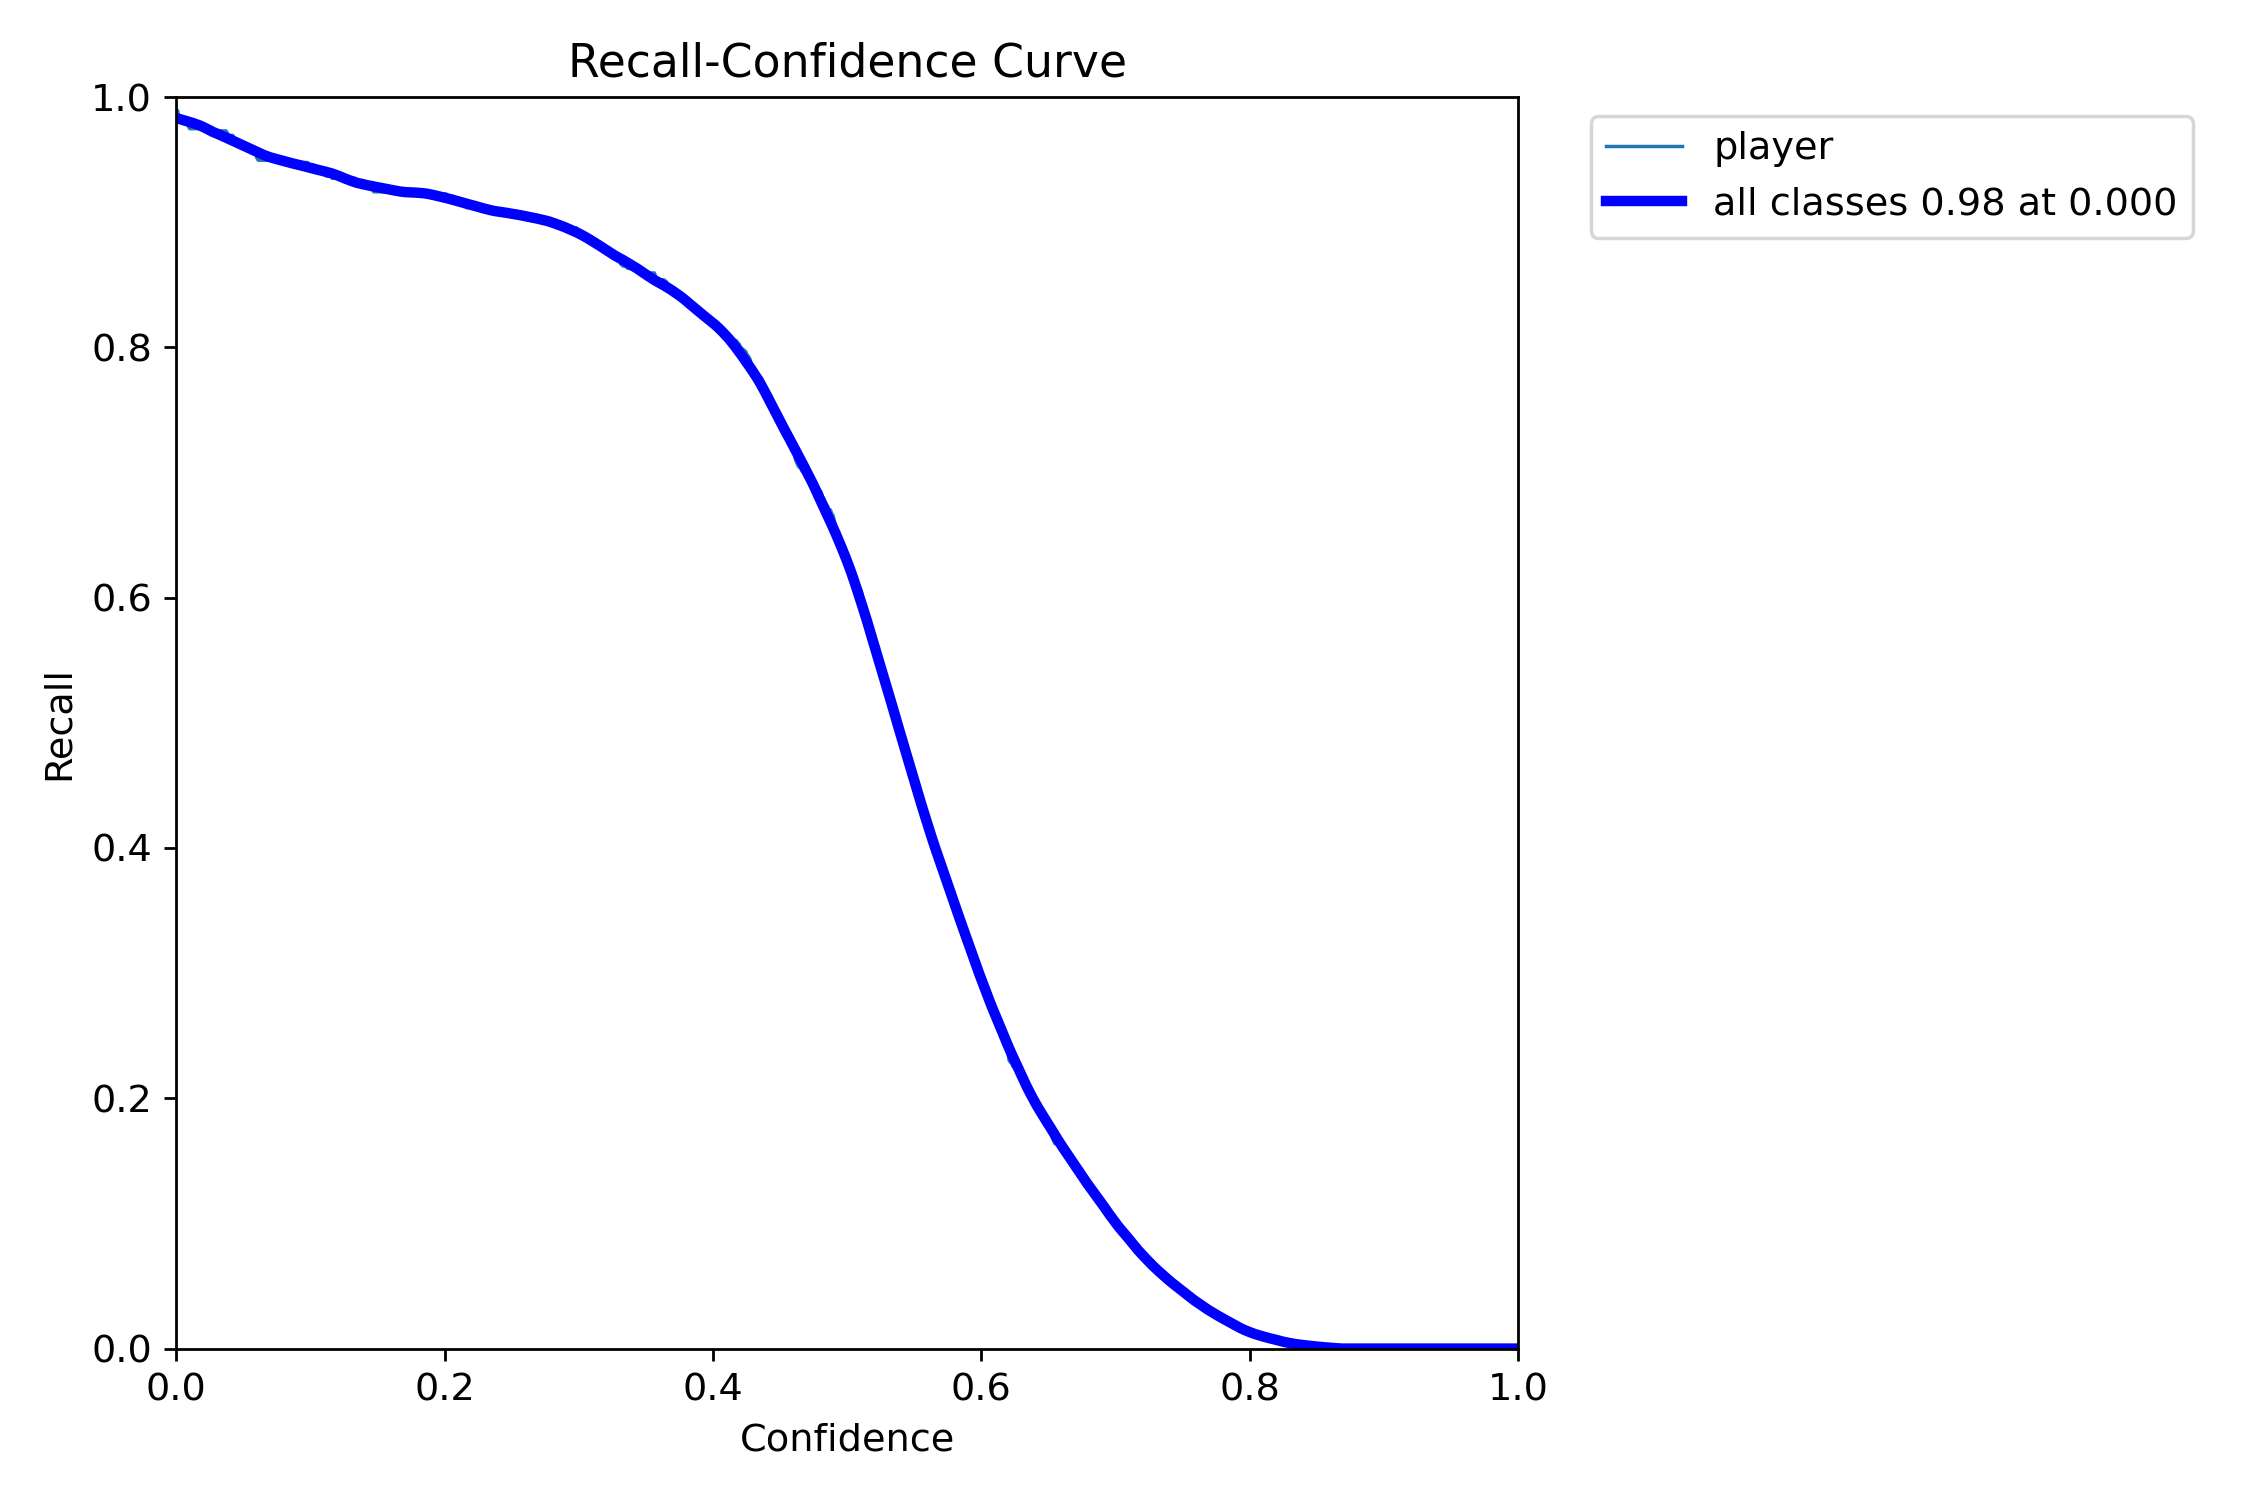 Recall-Confidence Curve
1.0
0.8
0.6
0.4
0.2
0.0
Recall
0.0 0.2 0.4 0.6 0.8 1.0
Confidence
player
all classes 0.98 at 0.000